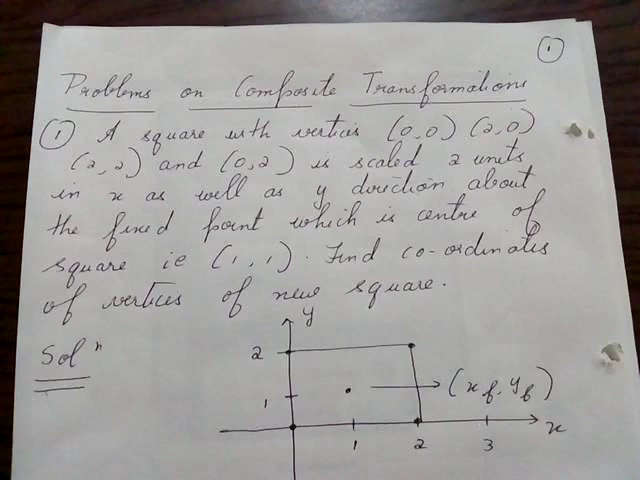 1
Problems on Composite Transformations
1 A square with vertices (0,0) (2,0)
(2,2) and (0,2) is scaled 2 units
in x as well as y direction about
the fixed point which is centre of
square ie (1,1). Find co-ordinates
of vertices of new square.
Solⁿ
y
2
1
(xf, yf)
x
1 2 3